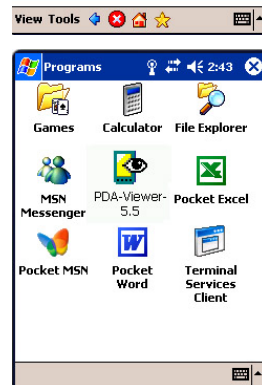 View Tools
Programs 2:43
Games Calculator File Explorer
MSN Messenger PDA-Viewer-5.5 Pocket Excel
Pocket MSN Pocket Word Terminal Services Client